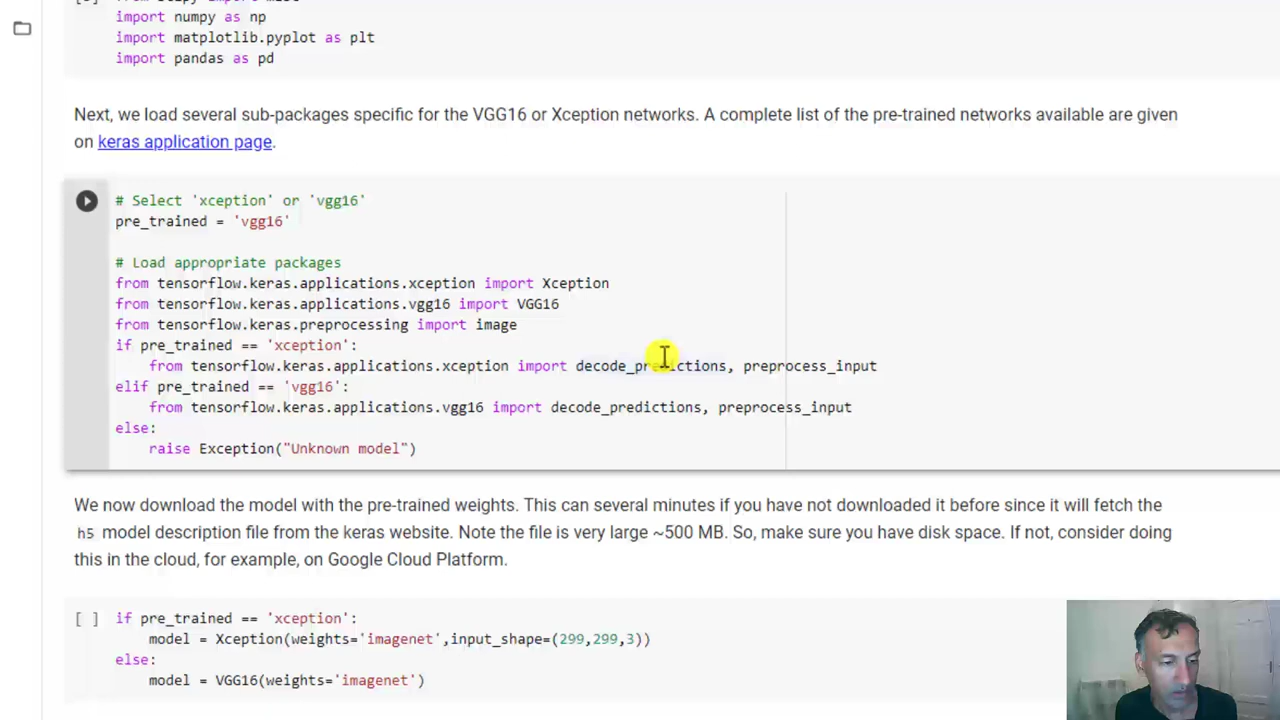 import numpy as np
import matplotlib.pyplot as plt
import pandas as pd
Next, we load several sub-packages specific for the VGG16 or Xception networks. A complete list of the pre-trained networks available are given
on keras application page.
# Select 'xception' or 'vgg16'
pre_trained = 'vgg16'
# Load appropriate packages
from tensorflow.keras.applications.xception import Xception
from tensorflow.keras.applications.vgg16 import VGG16
from tensorflow.keras.preprocessing import image
if pre_trained == 'xception':
    from tensorflow.keras.applications.xception import decode_predictions, preprocess_input
elif pre_trained == 'vgg16':
    from tensorflow.keras.applications.vgg16 import decode_predictions, preprocess_input
else:
    raise Exception("Unknown model")
We now download the model with the pre-trained weights. This can several minutes if you have not downloaded it before since it will fetch the
h5 model description file from the keras website. Note the file is very large ~500 MB. So, make sure you have disk space. If not, consider doing
this in the cloud, for example, on Google Cloud Platform.
[ ] if pre_trained == 'xception':
    model = Xception(weights='imagenet',input_shape=(299,299,3))
else:
    model = VGG16(weights='imagenet')